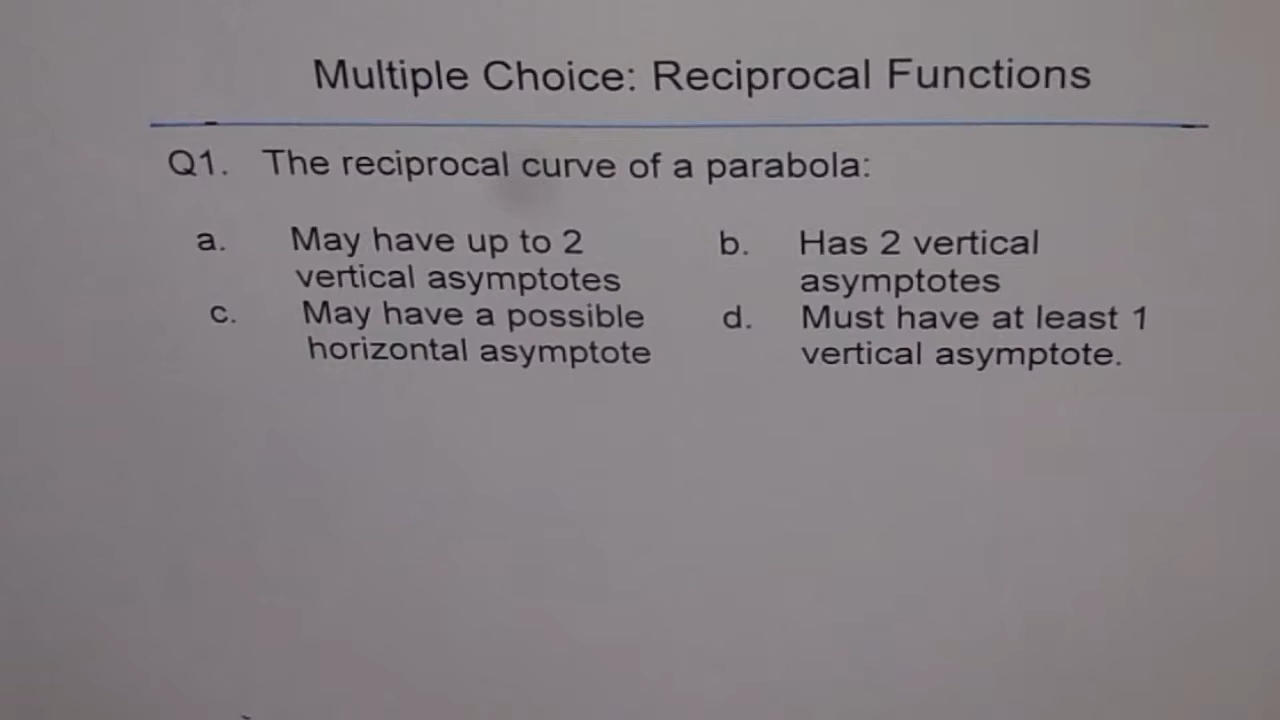 Multiple Choice: Reciprocal Functions
Q1. The reciprocal curve of a parabola:
a. May have up to 2
vertical asymptotes
b. Has 2 vertical
asymptotes
c. May have a possible
horizontal asymptote
d. Must have at least 1
vertical asymptote.